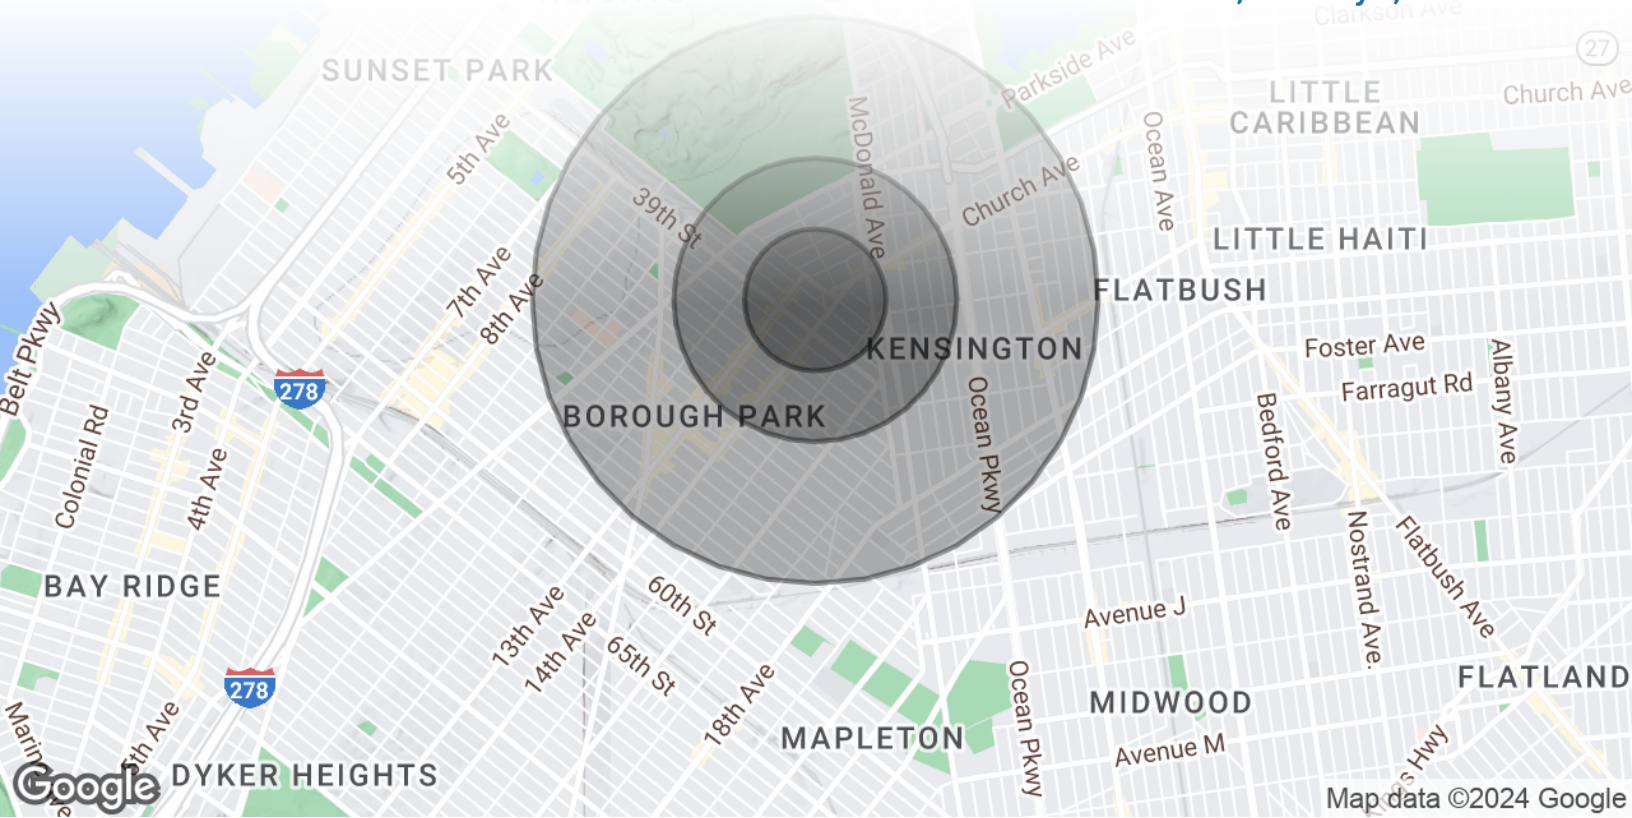 Clarkson Ave
27
SUNSET PARK
Parkside Ave
LITTLE
CARIBBEAN
Church Ave
McDonald Ave
Ocean Ave
5th Ave
39th St
Church Ave
LITTLE HAITI
7th Ave
8th Ave
FLATBUSH
Belt Pkwy
KENSINGTON
Foster Ave
Albany Ave
278
3rd Ave
Farragut Rd
BOROUGH PARK
Ocean Pkwy
Bedford Ave
Colonial Rd
4th Ave
Nostrand Ave.
Flatbush Ave
BAY RIDGE
60th St
13th Ave
14th Ave
65th St
Avenue J
278
18th Ave
Ocean Pkwy
MIDWOOD
FLATLAND
MAPLETON
Avenue M
5th Ave
DYKER HEIGHTS
Google
Map data ©2024 Google